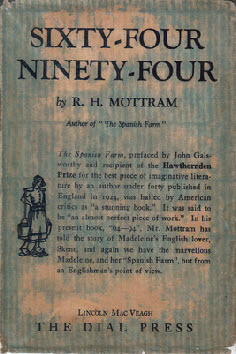 SIXTY-FOUR
NINETY-FOUR
by R. H. MOTTRAM
Author of "The Spanish Farm"
The Spanish Farm, prefaced by John Gals-
worthy and recipient of the Hawthornden
Prize for the best piece of imaginative litera-
ture by an author under forty published in
England in 1924, was hailed by American
critics as "a stunning book." It was said to
be "an almost perfect piece of work." In his
present book, "64—94", Mr. Mottram has
told the story of Madeleine's English lover,
Skene, and again we have the marvellous
Madeleine, and her "Spanish Farm", but from
an Englishman's point of view.
LINCOLN MAC VEAGH
THE DIAL PRESS